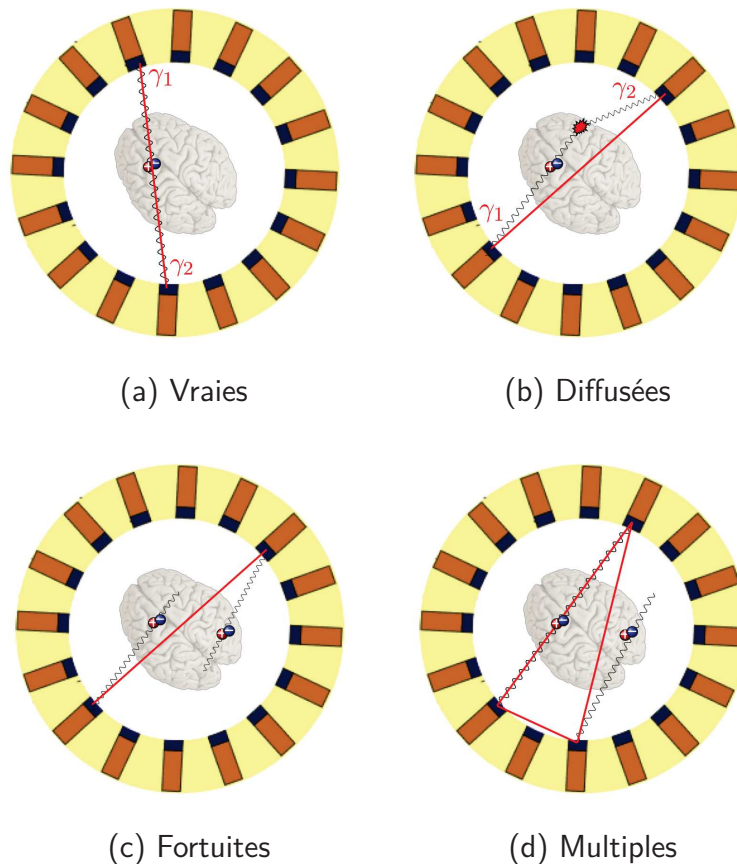 γ1
γ2
γ2
γ1
(a) Vraies
(b) Diffusées
(c) Fortuites
(d) Multiples